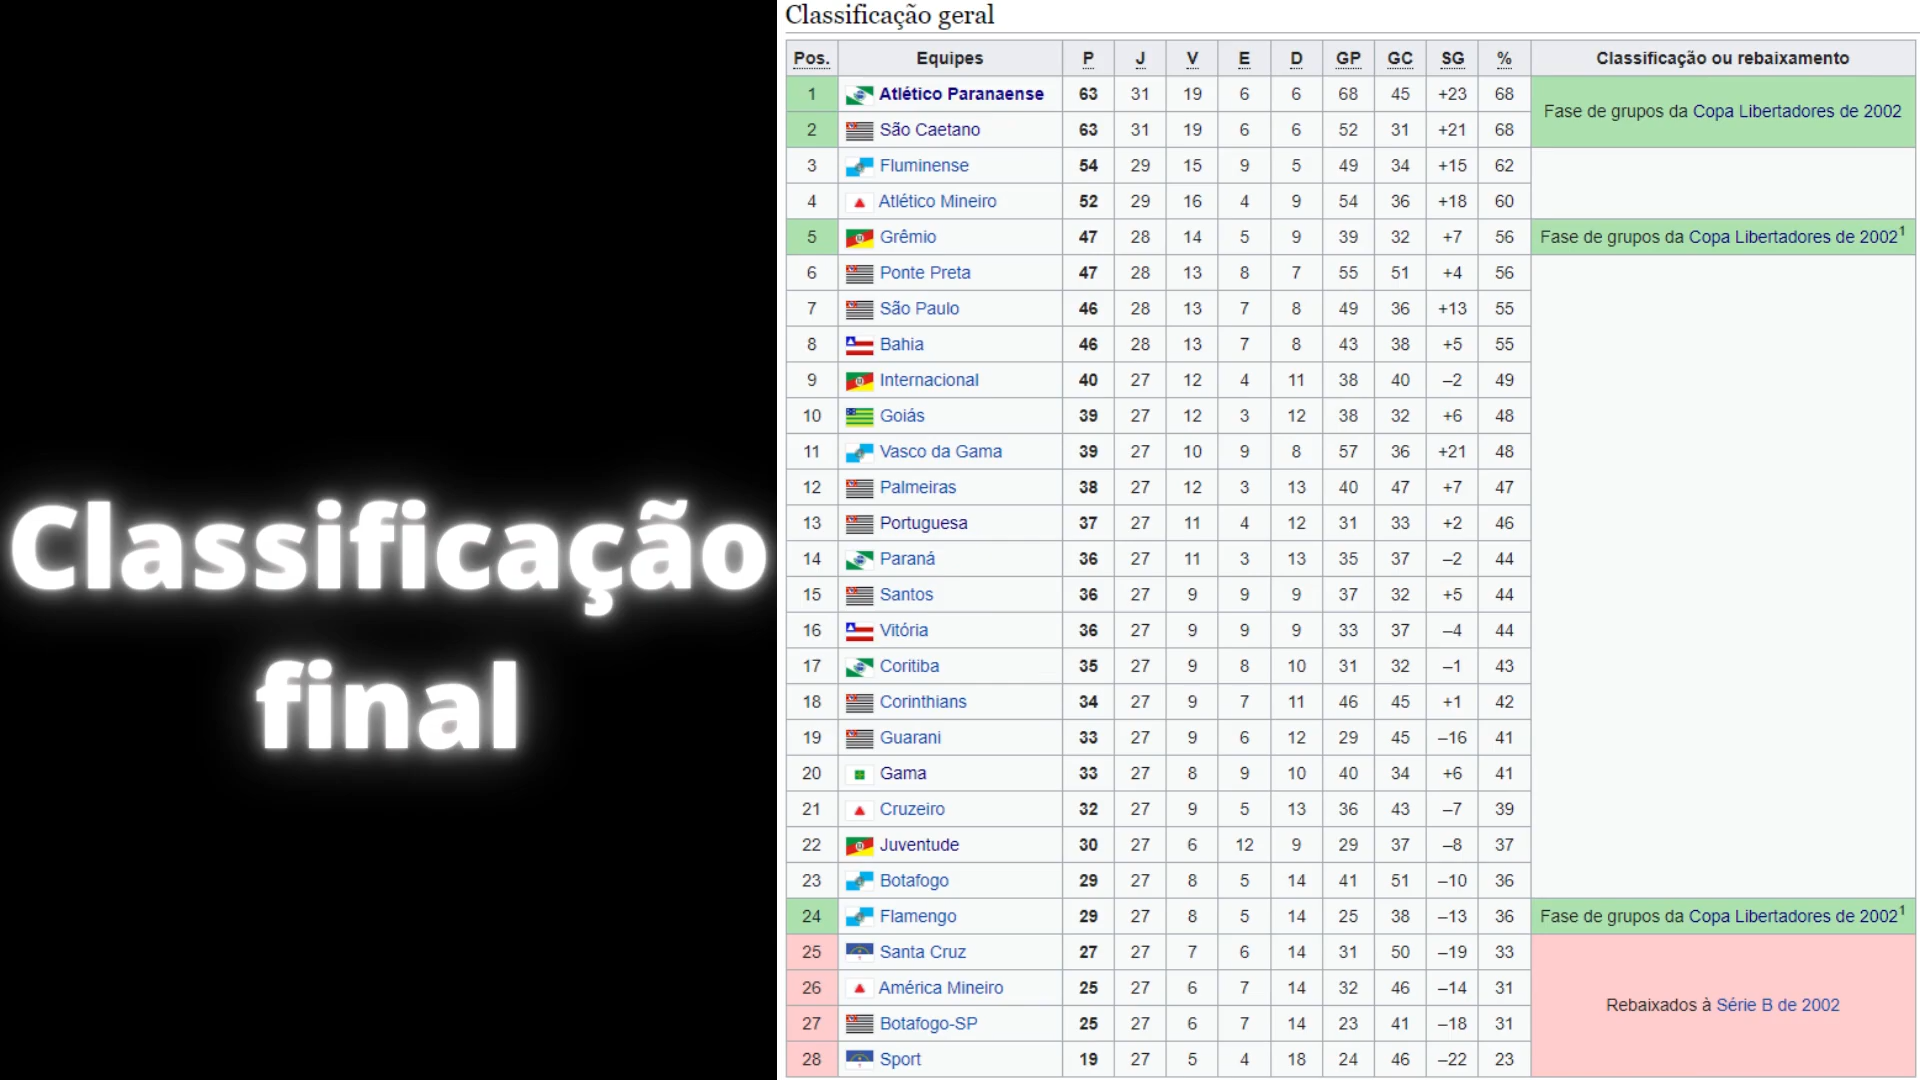 Classificação
final
Classificação geral
Pos. Equipes P J V E D GP GC SG % Classificação ou rebaixamento
1 Atlético Paranaense 63 31 19 6 6 68 45 +23 68 Fase de grupos da Copa Libertadores de 2002
2 São Caetano 63 31 19 6 6 52 31 +21 68
3 Fluminense 54 29 15 9 5 49 34 +15 62
4 Atlético Mineiro 52 29 16 4 9 54 36 +18 60
5 Grêmio 47 28 14 5 9 39 32 +7 56 Fase de grupos da Copa Libertadores de 2002¹
6 Ponte Preta 47 28 13 8 7 55 51 +4 56
7 São Paulo 46 28 13 7 8 49 36 +13 55
8 Bahia 46 28 13 7 8 43 38 +5 55
9 Internacional 40 27 12 4 11 38 40 –2 49
10 Goiás 39 27 12 3 12 38 32 +6 48
11 Vasco da Gama 39 27 10 9 8 57 36 +21 48
12 Palmeiras 38 27 12 3 13 40 47 +7 47
13 Portuguesa 37 27 11 4 12 31 33 +2 46
14 Paraná 36 27 11 3 13 35 37 –2 44
15 Santos 36 27 9 9 9 37 32 +5 44
16 Vitória 36 27 9 9 9 33 37 –4 44
17 Coritiba 35 27 9 8 10 31 32 –1 43
18 Corinthians 34 27 9 7 11 46 45 +1 42
19 Guarani 33 27 9 6 12 29 45 –16 41
20 Gama 33 27 8 9 10 40 34 +6 41
21 Cruzeiro 32 27 9 5 13 36 43 –7 39
22 Juventude 30 27 6 12 9 29 37 –8 37
23 Botafogo 29 27 8 5 14 41 51 –10 36
24 Flamengo 29 27 8 5 14 25 38 –13 36 Fase de grupos da Copa Libertadores de 2002¹
25 Santa Cruz 27 27 7 6 14 31 50 –19 33
26 América Mineiro 25 27 6 7 14 32 46 –14 31
Rebaixados à Série B de 2002
27 Botafogo-SP 25 27 6 7 14 23 41 –18 31
28 Sport 19 27 5 4 18 24 46 –22 23